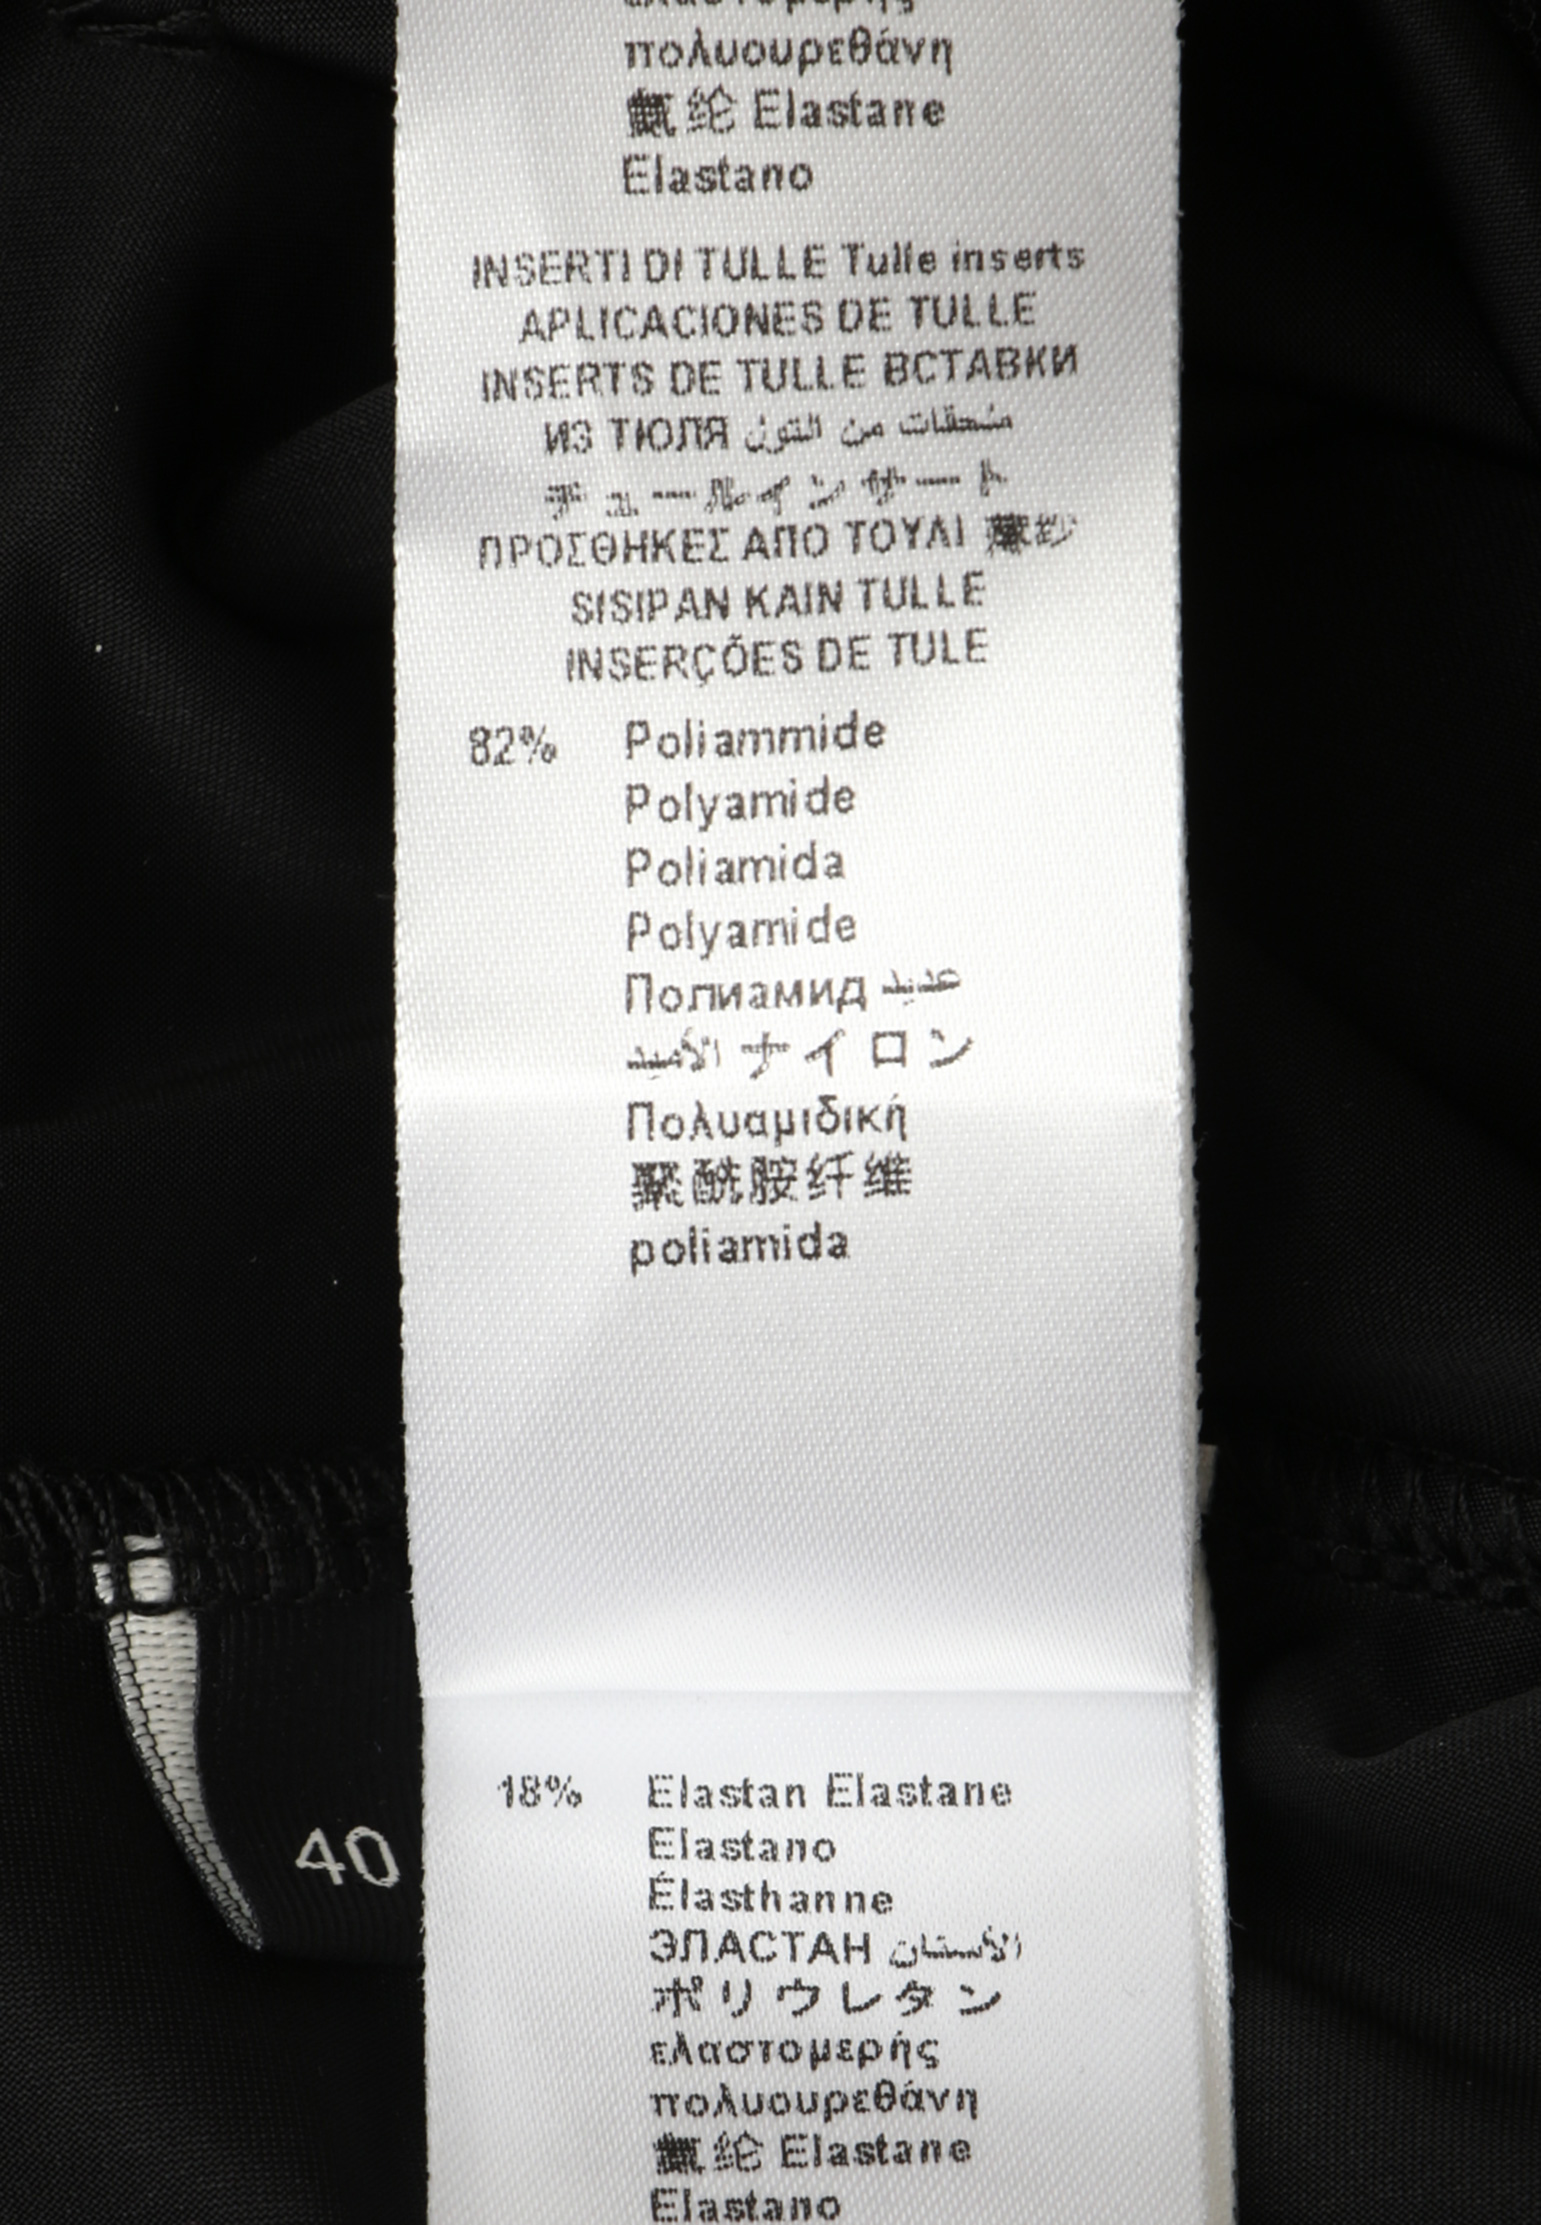 πολυουρεθάνη
氨纶 Elastane
Elastano
INSERTI DI TULLE Tulle inserts
APLICACIONES DE TULLE
INSERTS DE TULLE ВСТАВКИ
ИЗ ТЮЛЯ ملحقات من التول
チュールインサート
ΠΡΟΣΘΗΚΕΣ ΑΠΟ ΤΟΥΛΙ 薄纱
SISIPAN KAIN TULLE
INSERÇÕES DE TULE
82% Poliammide
Polyamide
Poliamida
Polyamide
Полиамид عديد
الأميد ナイロン
Πολυαμιδική
聚酰胺纤维
poliamida
18% Elastan Elastane
Elastano
Élasthanne
ЭЛАСТАН الأستان
ポリウレタン
ελαστομερής
πολυουρεθάνη
氨纶 Elastane
Elastano
40